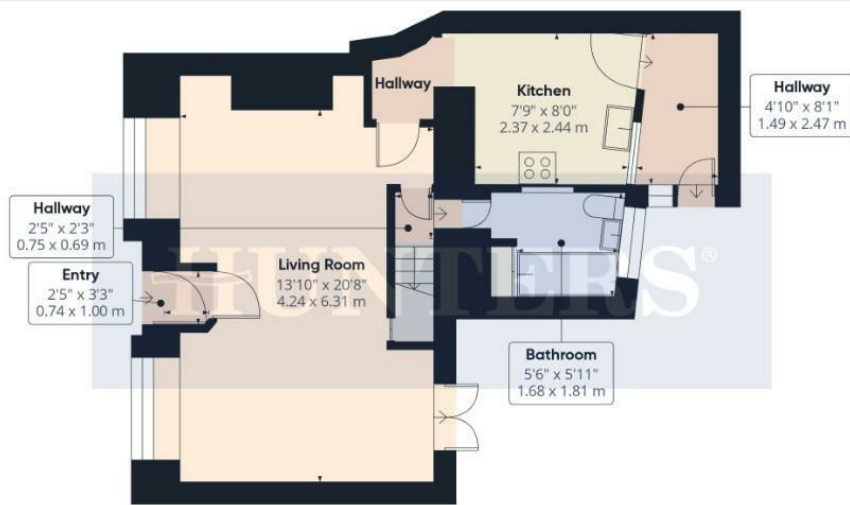 Hallway
Kitchen
7'9" x 8'0"
2.37 x 2.44 m
Hallway
4'10" x 8'1"
1.49 x 2.47 m
Hallway
2'5" x 2'3"
0.75 x 0.69 m
Entry
2'5" x 3'3"
0.74 x 1.00 m
Living Room
13'10" x 20'8"
4.24 x 6.31 m
HUNTERS®
Bathroom
5'6" x 5'11"
1.68 x 1.81 m